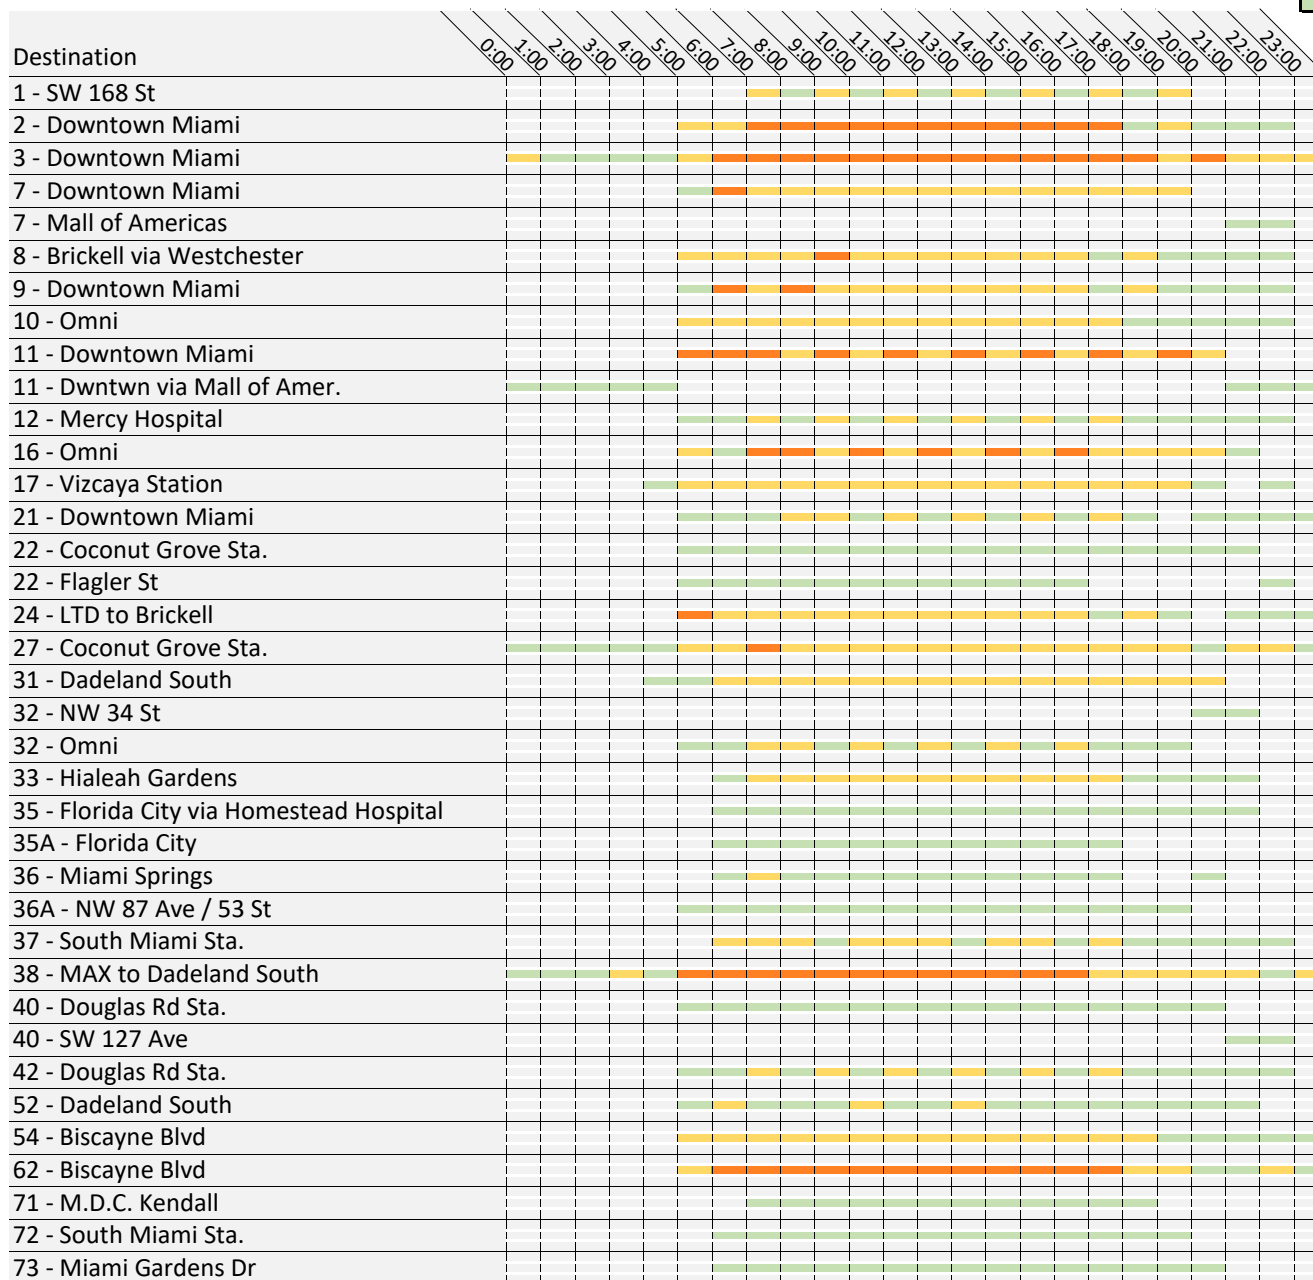 0:00 1:00 2:00 3:00 4:00 5:00 6:00 7:00 8:00 9:00 10:00 11:00 12:00 13:00 14:00 15:00 16:00 17:00 18:00 19:00 20:00 21:00 22:00 23:00
Destination
1 - SW 168 St
2 - Downtown Miami
3 - Downtown Miami
7 - Downtown Miami
7 - Mall of Americas
8 - Brickell via Westchester
9 - Downtown Miami
10 - Omni
11 - Downtown Miami
11 - Dwntwn via Mall of Amer.
12 - Mercy Hospital
16 - Omni
17 - Vizcaya Station
21 - Downtown Miami
22 - Coconut Grove Sta.
22 - Flagler St
24 - LTD to Brickell
27 - Coconut Grove Sta.
31 - Dadeland South
32 - NW 34 St
32 - Omni
33 - Hialeah Gardens
35 - Florida City via Homestead Hospital
35A - Florida City
36 - Miami Springs
36A - NW 87 Ave / 53 St
37 - South Miami Sta.
38 - MAX to Dadeland South
40 - Douglas Rd Sta.
40 - SW 127 Ave
42 - Douglas Rd Sta.
52 - Dadeland South
54 - Biscayne Blvd
62 - Biscayne Blvd
71 - M.D.C. Kendall
72 - South Miami Sta.
73 - Miami Gardens Dr